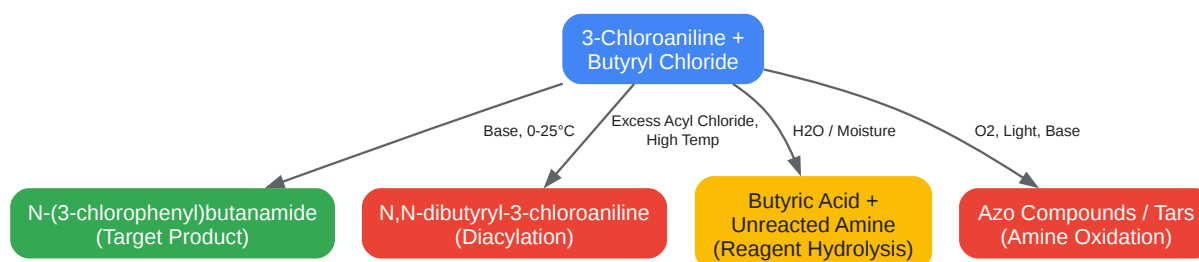 3-Chloroaniline +
Butyryl Chloride
Base, 0-25°C
Excess Acyl Chloride,
High Temp
H2O / Moisture
O2, Light, Base
N-(3-chlorophenyl)butanamide
(Target Product)
N,N-dibutyryl-3-chloroaniline
(Diacylation)
Butyric Acid +
Unreacted Amine
(Reagent Hydrolysis)
Azo Compounds / Tars
(Amine Oxidation)